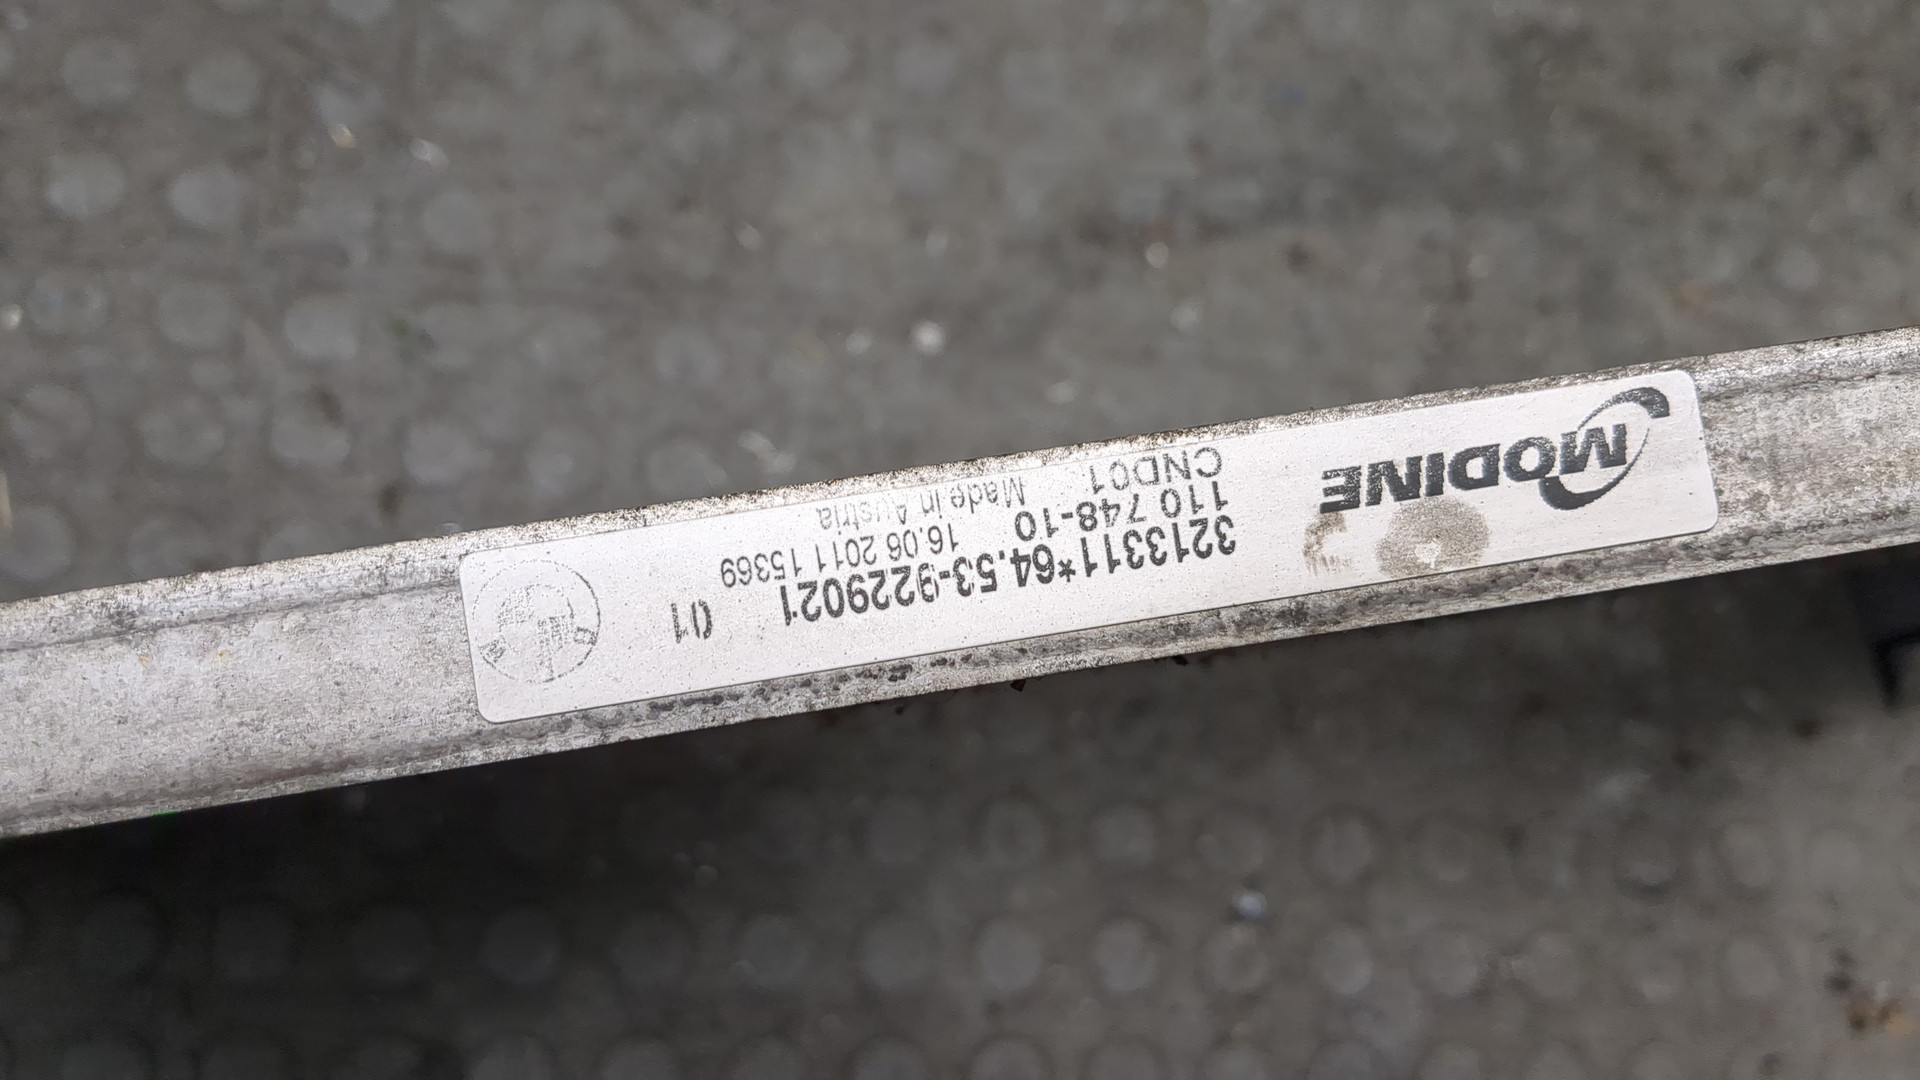 MODINE
3213311*64.53-9229021 01
110 748-10 16.06 2011 15369
CND01 Made in Austria